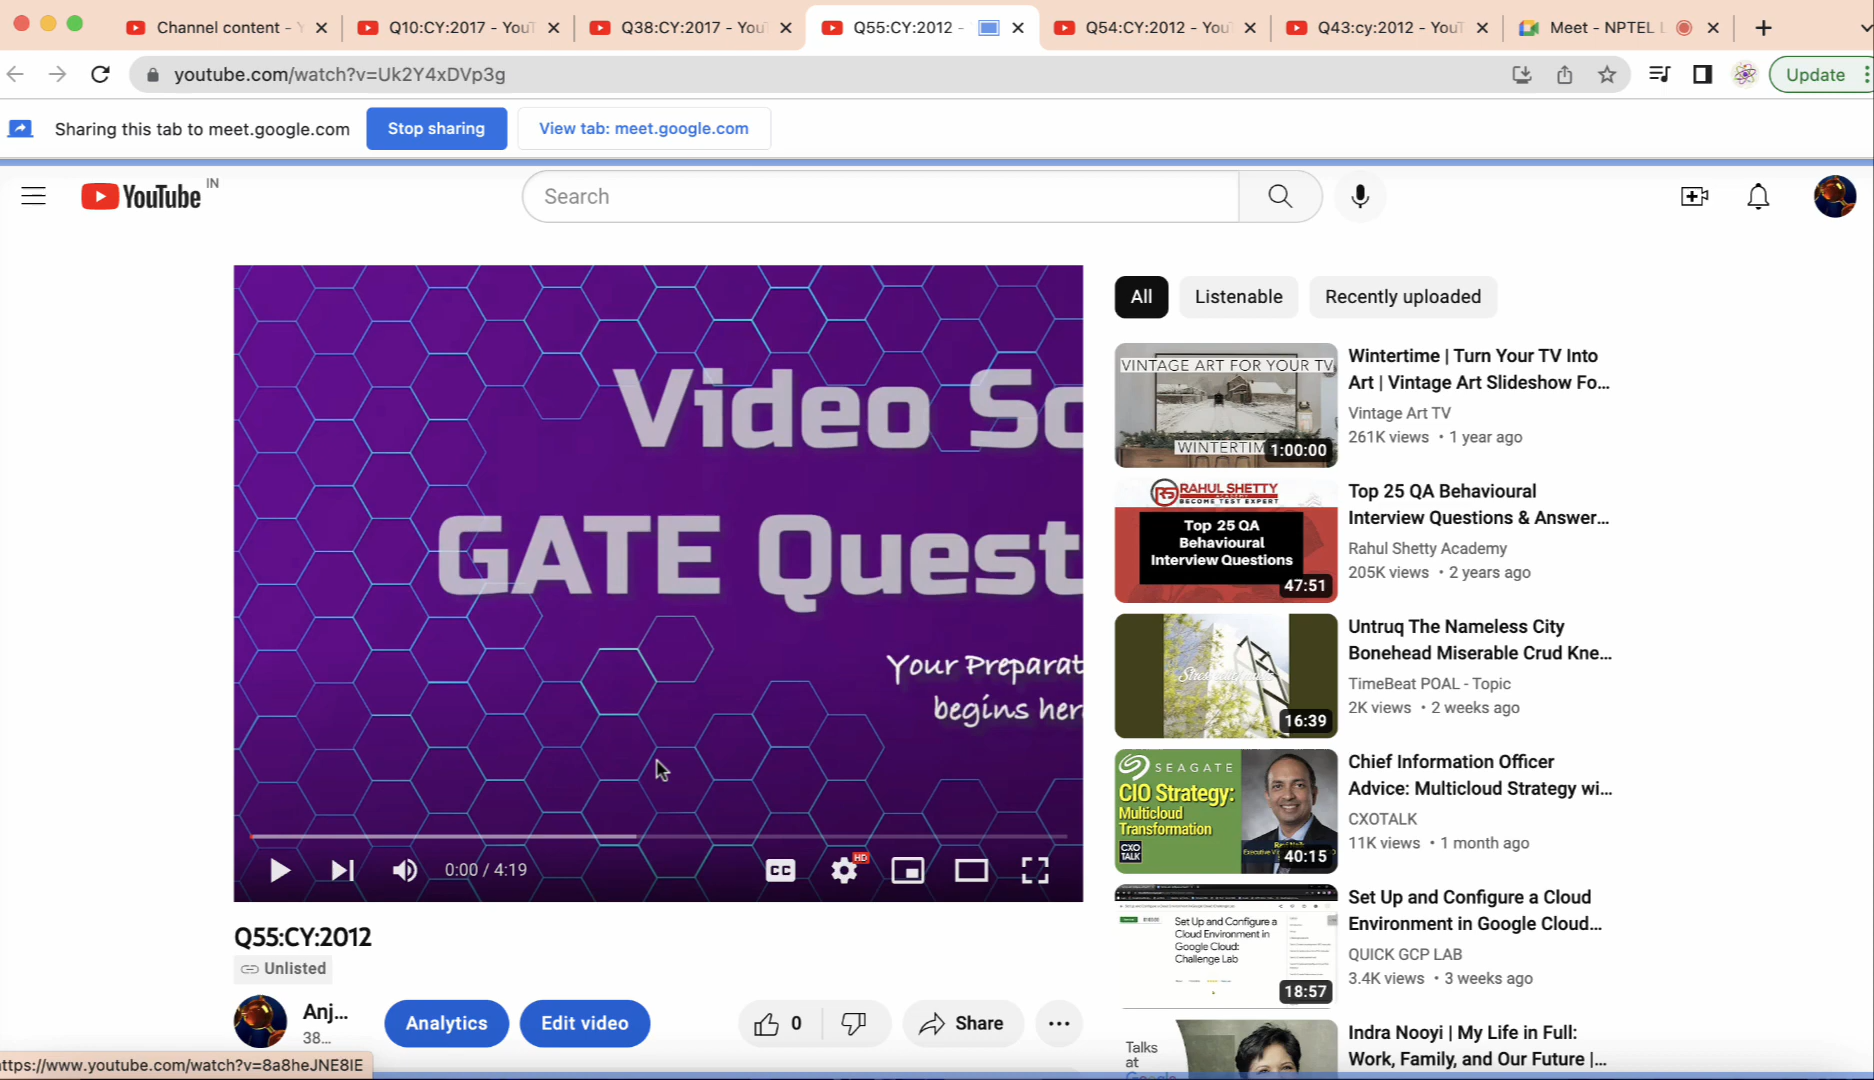 Channel content - Y
Q10:CY:2017 - YouT
Q38:CY:2017 - YouT
Q55:CY:2012 -
Q54:CY:2012 - YouT
Q43:cy:2012 - YouT
Meet - NPTEL L
youtube.com/watch?v=Uk2Y4xDVp3g
Update
Sharing this tab to meet.google.com
Stop sharing
View tab: meet.google.com
YouTube IN
Search
All
Listenable
Recently uploaded
Video So
GATE Quest
Your Preparat
begins her
CC
HD
0:00 / 4:19
Q55:CY:2012
Unlisted
Anj...
38...
Analytics
Edit video
0
Share
https://www.youtube.com/watch?v=8a8heJNE8IE
VINTAGE ART FOR YOUR TV
WINTERTIM
1:00:00
Wintertime | Turn Your TV Into
Art | Vintage Art Slideshow Fo...
Vintage Art TV
261K views • 1 year ago
RAHUL SHETTY
ACADEMY
BECOME TEST EXPERT
Top 25 QA
Behavioural
Interview Questions
47:51
Top 25 QA Behavioural
Interview Questions & Answer...
Rahul Shetty Academy
205K views • 2 years ago
16:39
Untruq The Nameless City
Bonehead Miserable Crud Kne...
TimeBeat POAL - Topic
2K views • 2 weeks ago
SEAGATE
CIO Strategy:
Multicloud
Transformation
CXO
TALK
40:15
Chief Information Officer
Advice: Multicloud Strategy wi...
CXOTALK
11K views • 1 month ago
Set Up and Configure a
Cloud Environment in
Google Cloud:
Challenge Lab
18:57
Set Up and Configure a Cloud
Environment in Google Cloud...
QUICK GCP LAB
3.4K views • 3 weeks ago
Talks
at
Google
Indra Nooyi | My Life in Full:
Work, Family, and Our Future |...